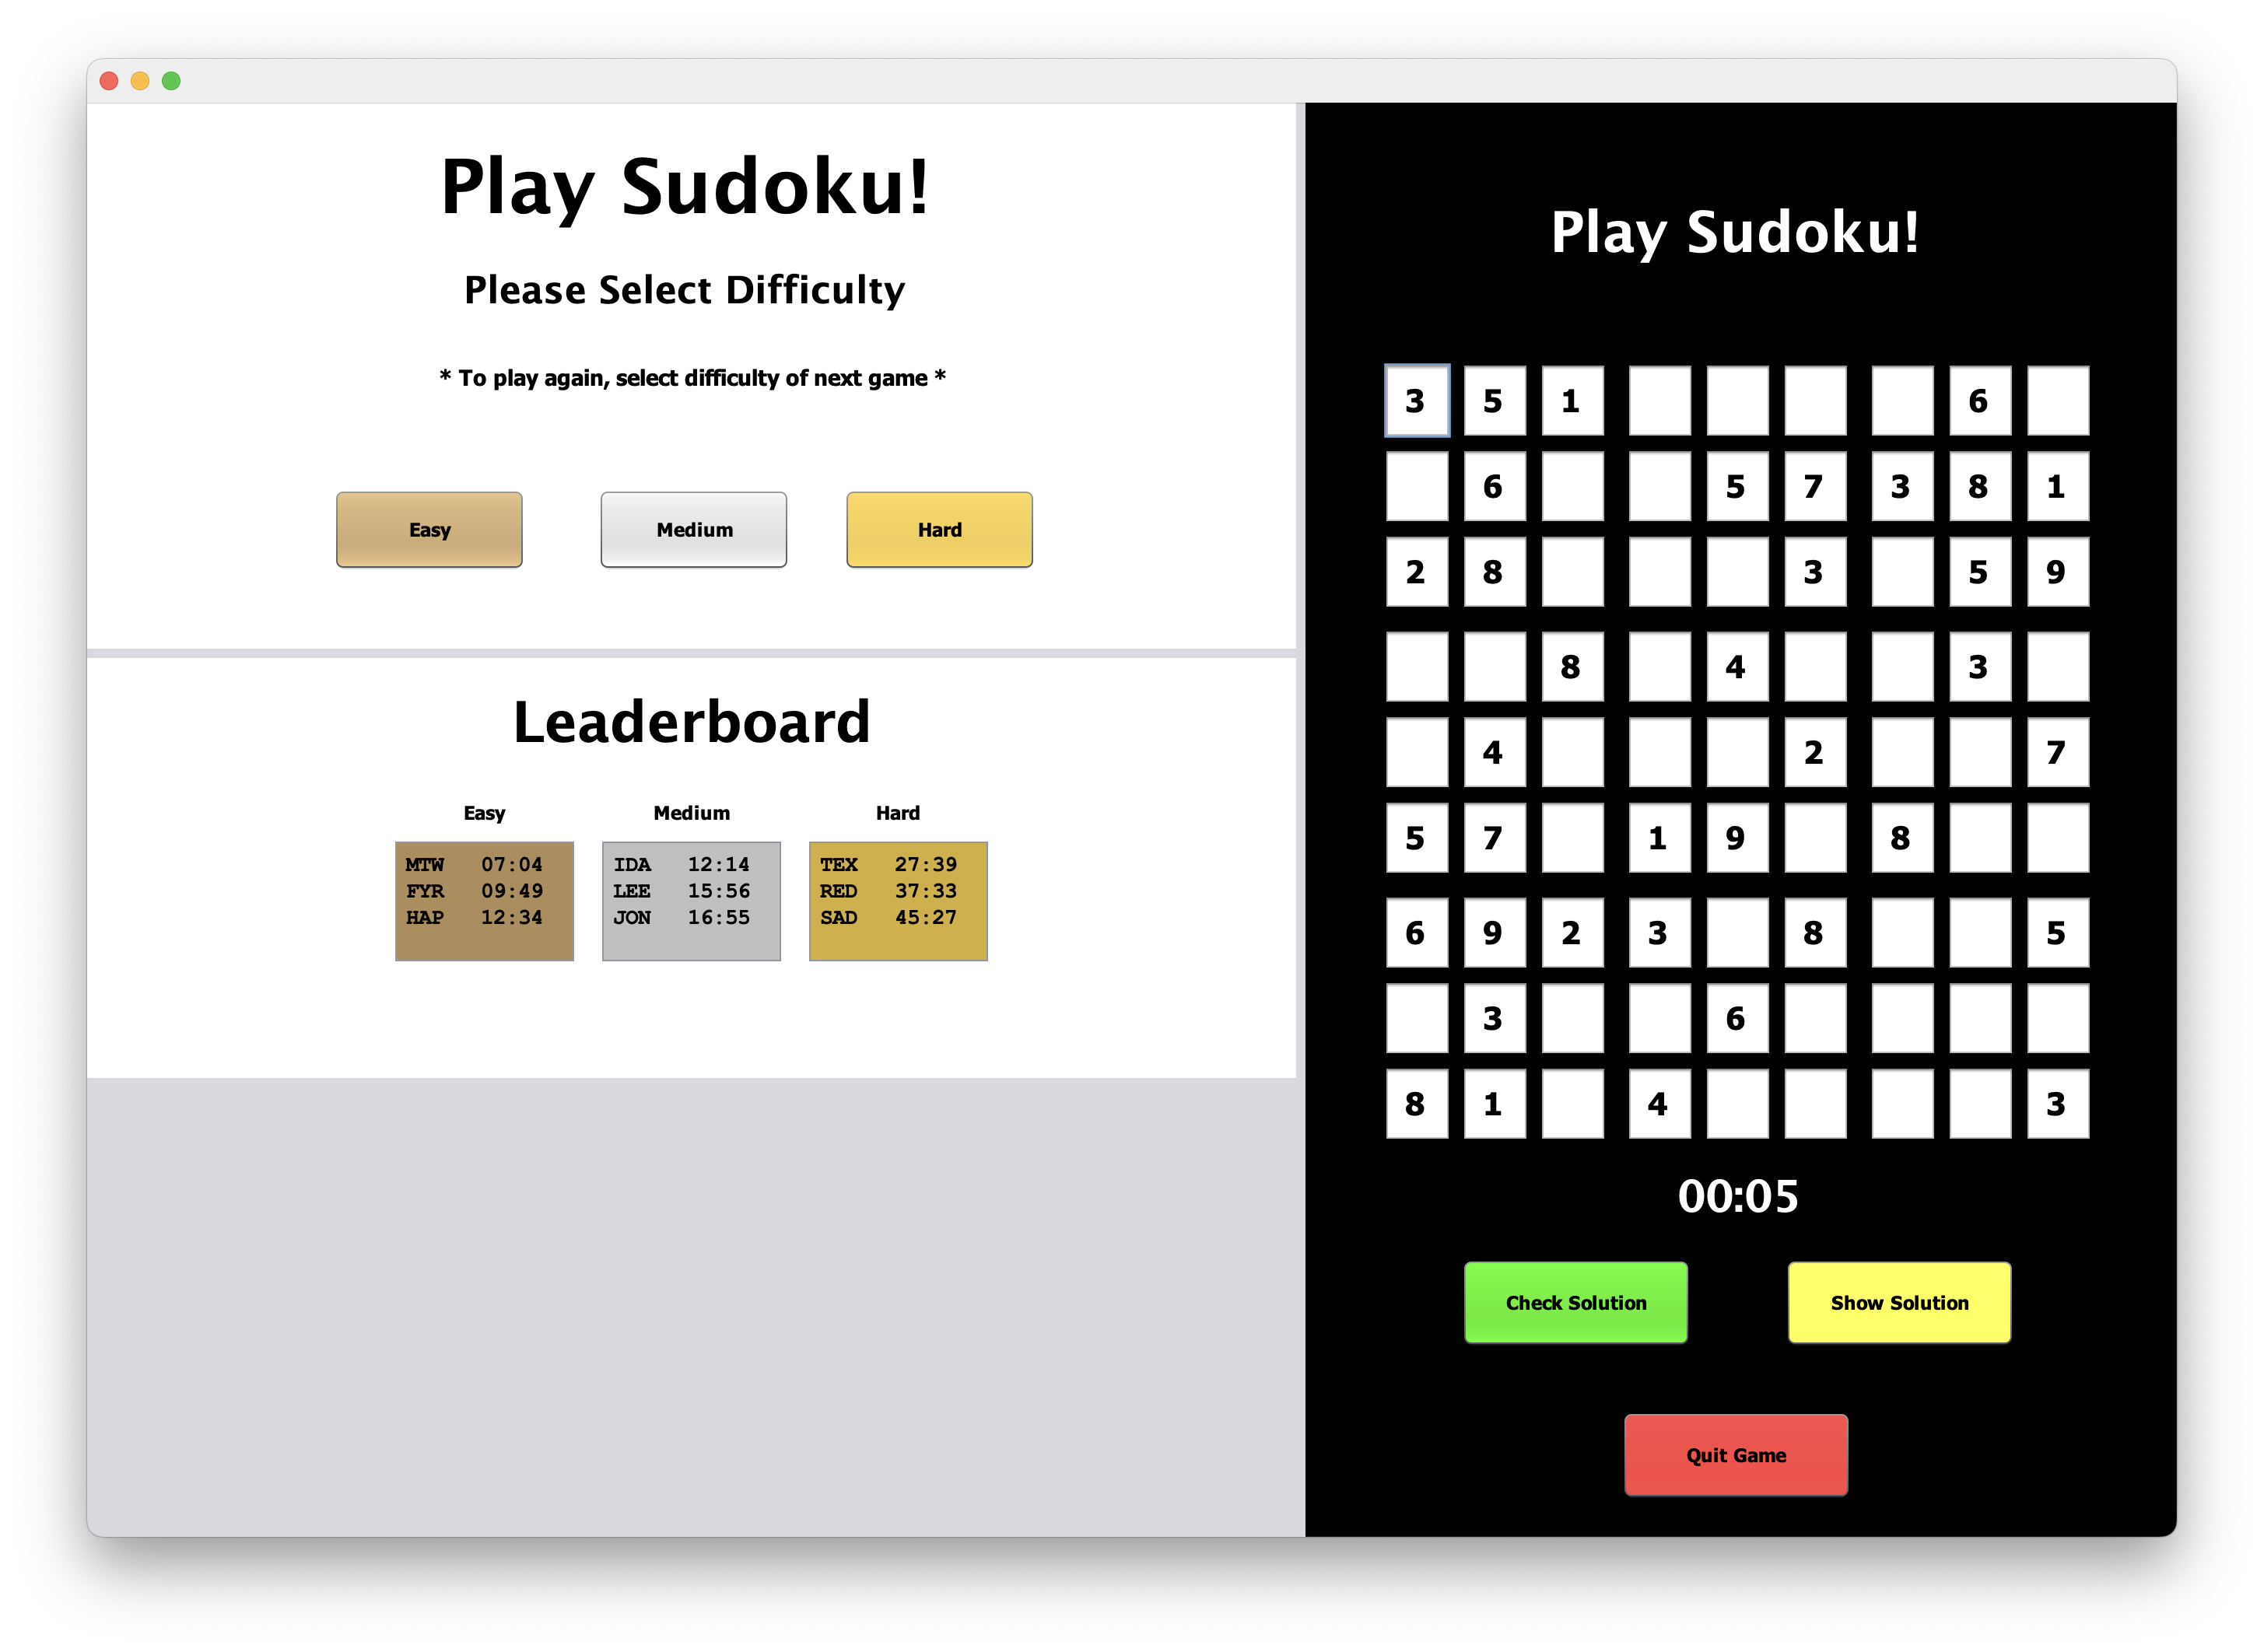 Play Sudoku!
Please Select Difficulty
* To play again, select difficulty of next game *
Easy Medium Hard
Leaderboard
Easy Medium Hard
MTW 07:04
FYR 09:49
HAP 12:34
IDA 12:14
LEE 15:56
JON 16:55
TEX 27:39
RED 37:33
SAD 45:27
Play Sudoku!
3 5 1 6
6 5 7 3 8 1
2 8 3 5 9
8 4 3
4 2 7
5 7 1 9 8
6 9 2 3 8 5
3 6
8 1 4 3
00:05
Check Solution Show Solution
Quit Game